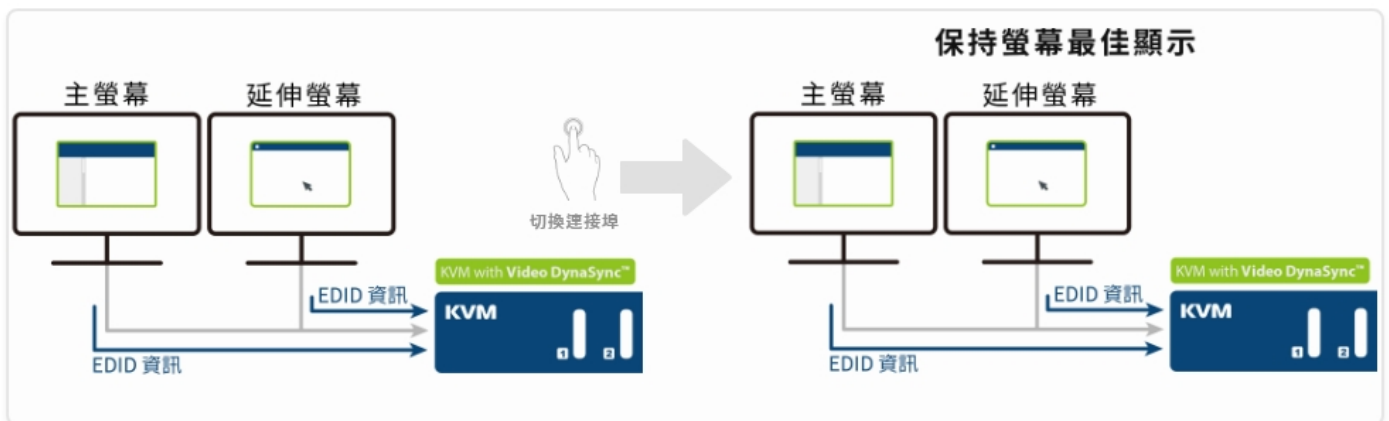 保持螢幕最佳顯示
主螢幕
延伸螢幕
切換連接埠
KVM with Video DynaSync™
EDID 資訊
KVM
1
2
EDID 資訊
主螢幕
延伸螢幕
KVM with Video DynaSync™
EDID 資訊
KVM
1
2
EDID 資訊